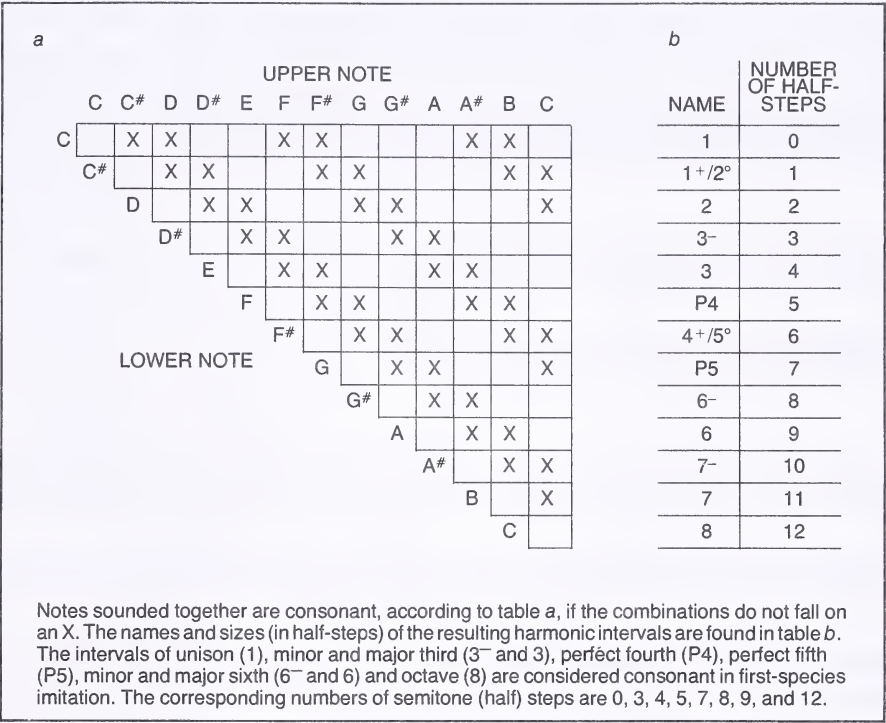 a
UPPER NOTE
C C# D D# E F F# G G# A A# B C
C X X X X X X
C# X X X X X X
D X X X X X
D# X X X X
E X X X X
F X X X X
F# X X X X
LOWER NOTE
G X X X
G# X X
A X X
A# X X
B X
C
b
NAME NUMBER OF HALF-STEPS
1 0
1+/2° 1
2 2
3− 3
3 4
P4 5
4+/5° 6
P5 7
6− 8
6 9
7− 10
7 11
8 12
Notes sounded together are consonant, according to table a, if the combinations do not fall on
an X. The names and sizes (in half-steps) of the resulting harmonic intervals are found in table b.
The intervals of unison (1), minor and major third (3− and 3), perfect fourth (P4), perfect fifth
(P5), minor and major sixth (6− and 6) and octave (8) are considered consonant in first-species
imitation. The corresponding numbers of semitone (half) steps are 0, 3, 4, 5, 7, 8, 9, and 12.